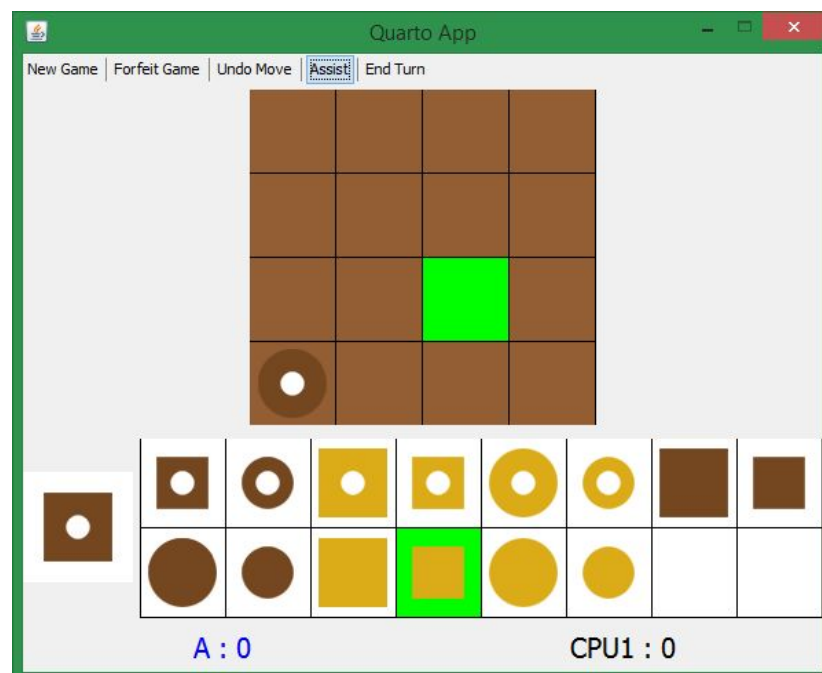 Quarto App
New Game Forfeit Game Undo Move Assist End Turn
A : 0 CPU1 : 0